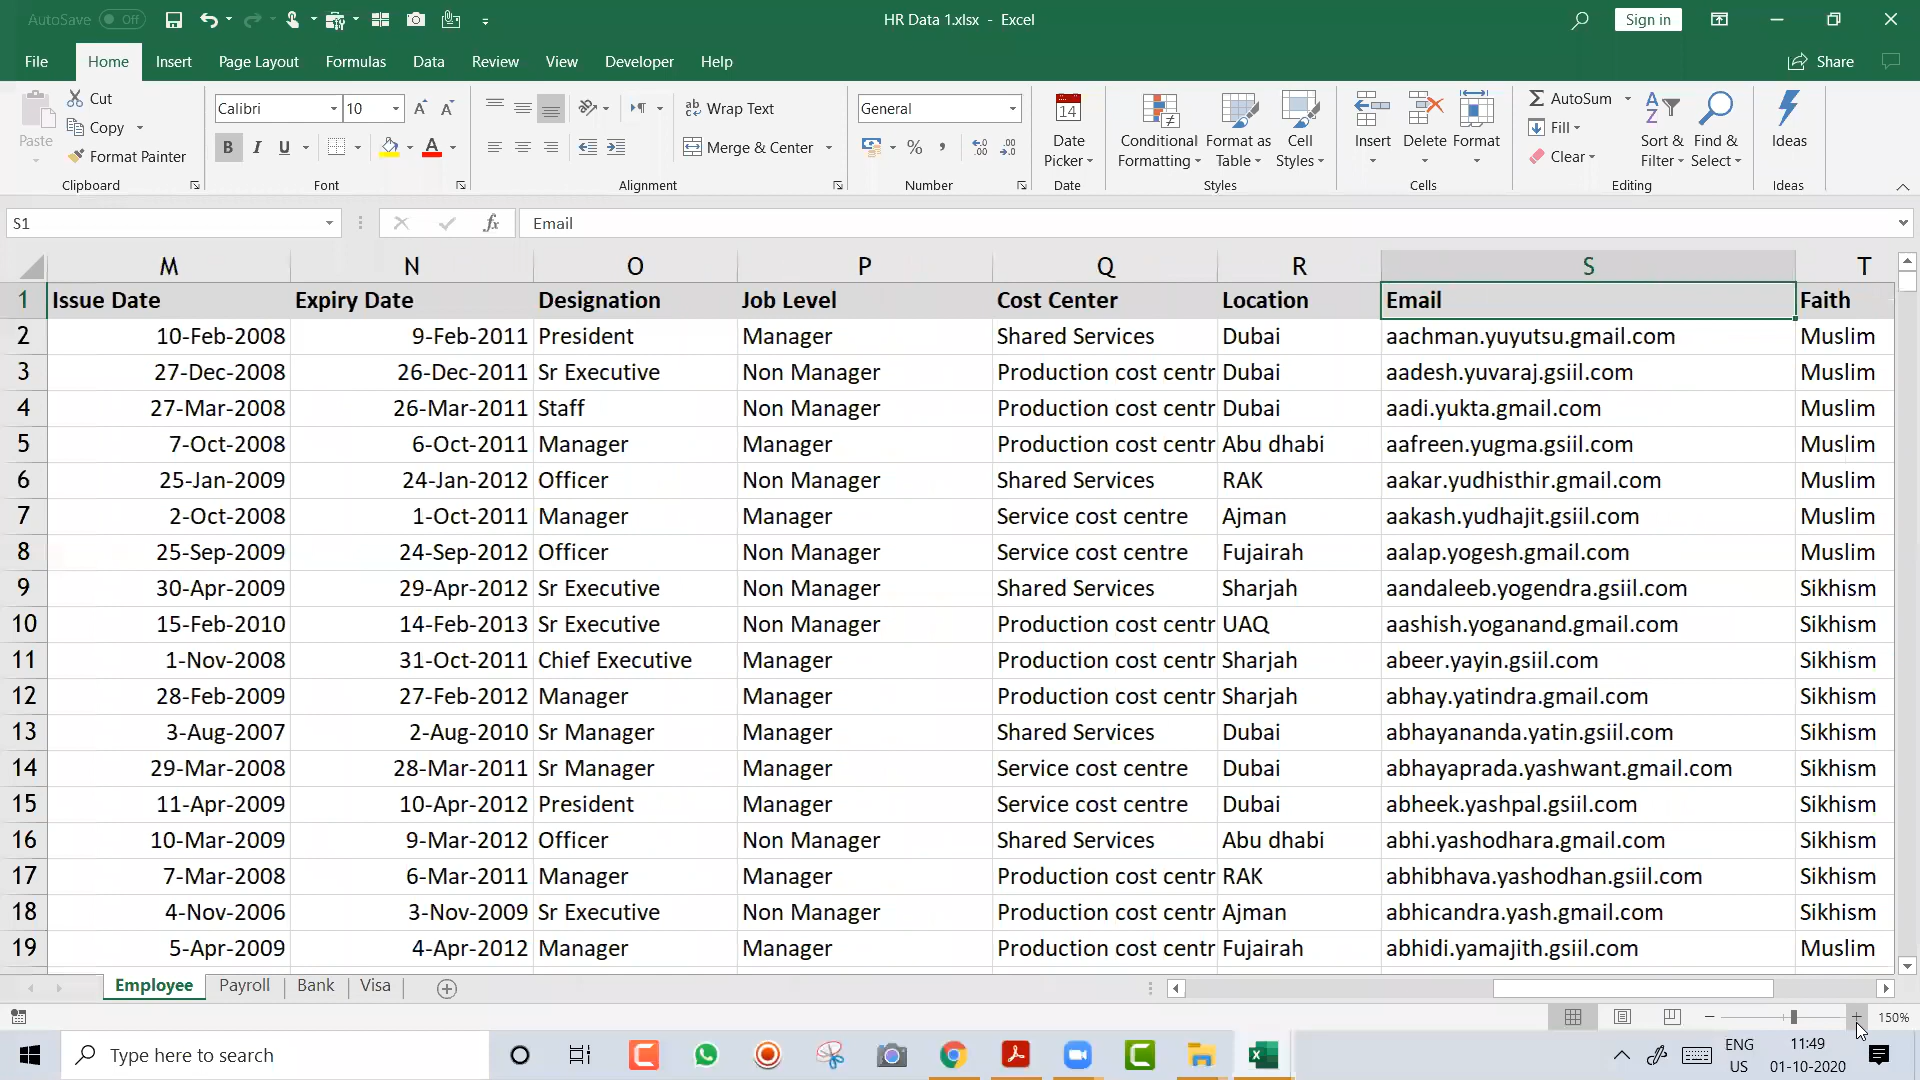 AutoSave Off
HR Data 1.xlsx - Excel
Sign in
File Home Insert Page Layout Formulas Data Review View Developer Help
Share
Paste
Cut
Copy
Format Painter
Clipboard
Calibri 10
B I U A
Font
ab
Wrap Text
Merge & Center
Alignment
General
% ,
Number
14
Date Picker
Date
Conditional Formatting
Format as Table
Cell Styles
Styles
Insert Delete Format
Cells
AutoSum
Fill
Clear
Sort & Filter
Find & Select
Editing
Ideas
Ideas
S1 fx Email
M N O P Q R S T
1 Issue Date Expiry Date Designation Job Level Cost Center Location Email Faith
2 10-Feb-2008 9-Feb-2011 President Manager Shared Services Dubai aachman.yuyutsu.gmail.com Muslim
3 27-Dec-2008 26-Dec-2011 Sr Executive Non Manager Production cost centr Dubai aadesh.yuvaraj.gsiil.com Muslim
4 27-Mar-2008 26-Mar-2011 Staff Non Manager Production cost centr Dubai aadi.yukta.gmail.com Muslim
5 7-Oct-2008 6-Oct-2011 Manager Manager Production cost centr Abu dhabi aafreen.yugma.gsiil.com Muslim
6 25-Jan-2009 24-Jan-2012 Officer Non Manager Shared Services RAK aakar.yudhisthir.gmail.com Muslim
7 2-Oct-2008 1-Oct-2011 Manager Manager Service cost centre Ajman aakash.yudhajit.gsiil.com Muslim
8 25-Sep-2009 24-Sep-2012 Officer Non Manager Service cost centre Fujairah aalap.yogesh.gmail.com Muslim
9 30-Apr-2009 29-Apr-2012 Sr Executive Non Manager Shared Services Sharjah aandaleeb.yogendra.gsiil.com Sikhism
10 15-Feb-2010 14-Feb-2013 Sr Executive Non Manager Production cost centr UAQ aashish.yoganand.gmail.com Sikhism
11 1-Nov-2008 31-Oct-2011 Chief Executive Manager Production cost centr Sharjah abeer.yayin.gsiil.com Sikhism
12 28-Feb-2009 27-Feb-2012 Manager Manager Production cost centr Sharjah abhay.yatindra.gmail.com Sikhism
13 3-Aug-2007 2-Aug-2010 Sr Manager Manager Shared Services Dubai abhayananda.yatin.gsiil.com Sikhism
14 29-Mar-2008 28-Mar-2011 Sr Manager Manager Service cost centre Dubai abhayaprada.yashwant.gmail.com Sikhism
15 11-Apr-2009 10-Apr-2012 President Manager Service cost centre Dubai abheek.yashpal.gsiil.com Sikhism
16 10-Mar-2009 9-Mar-2012 Officer Non Manager Shared Services Abu dhabi abhi.yashodhara.gmail.com Sikhism
17 7-Mar-2008 6-Mar-2011 Manager Manager Production cost centr RAK abhibhava.yashodhan.gsiil.com Sikhism
18 4-Nov-2006 3-Nov-2009 Sr Executive Non Manager Production cost centr Ajman abhicandra.yash.gmail.com Sikhism
19 5-Apr-2009 4-Apr-2012 Manager Manager Production cost centr Fujairah abhidi.yamajith.gsiil.com Muslim
Employee Payroll Bank Visa
150%
Type here to search
ENG US
11:49
01-10-2020